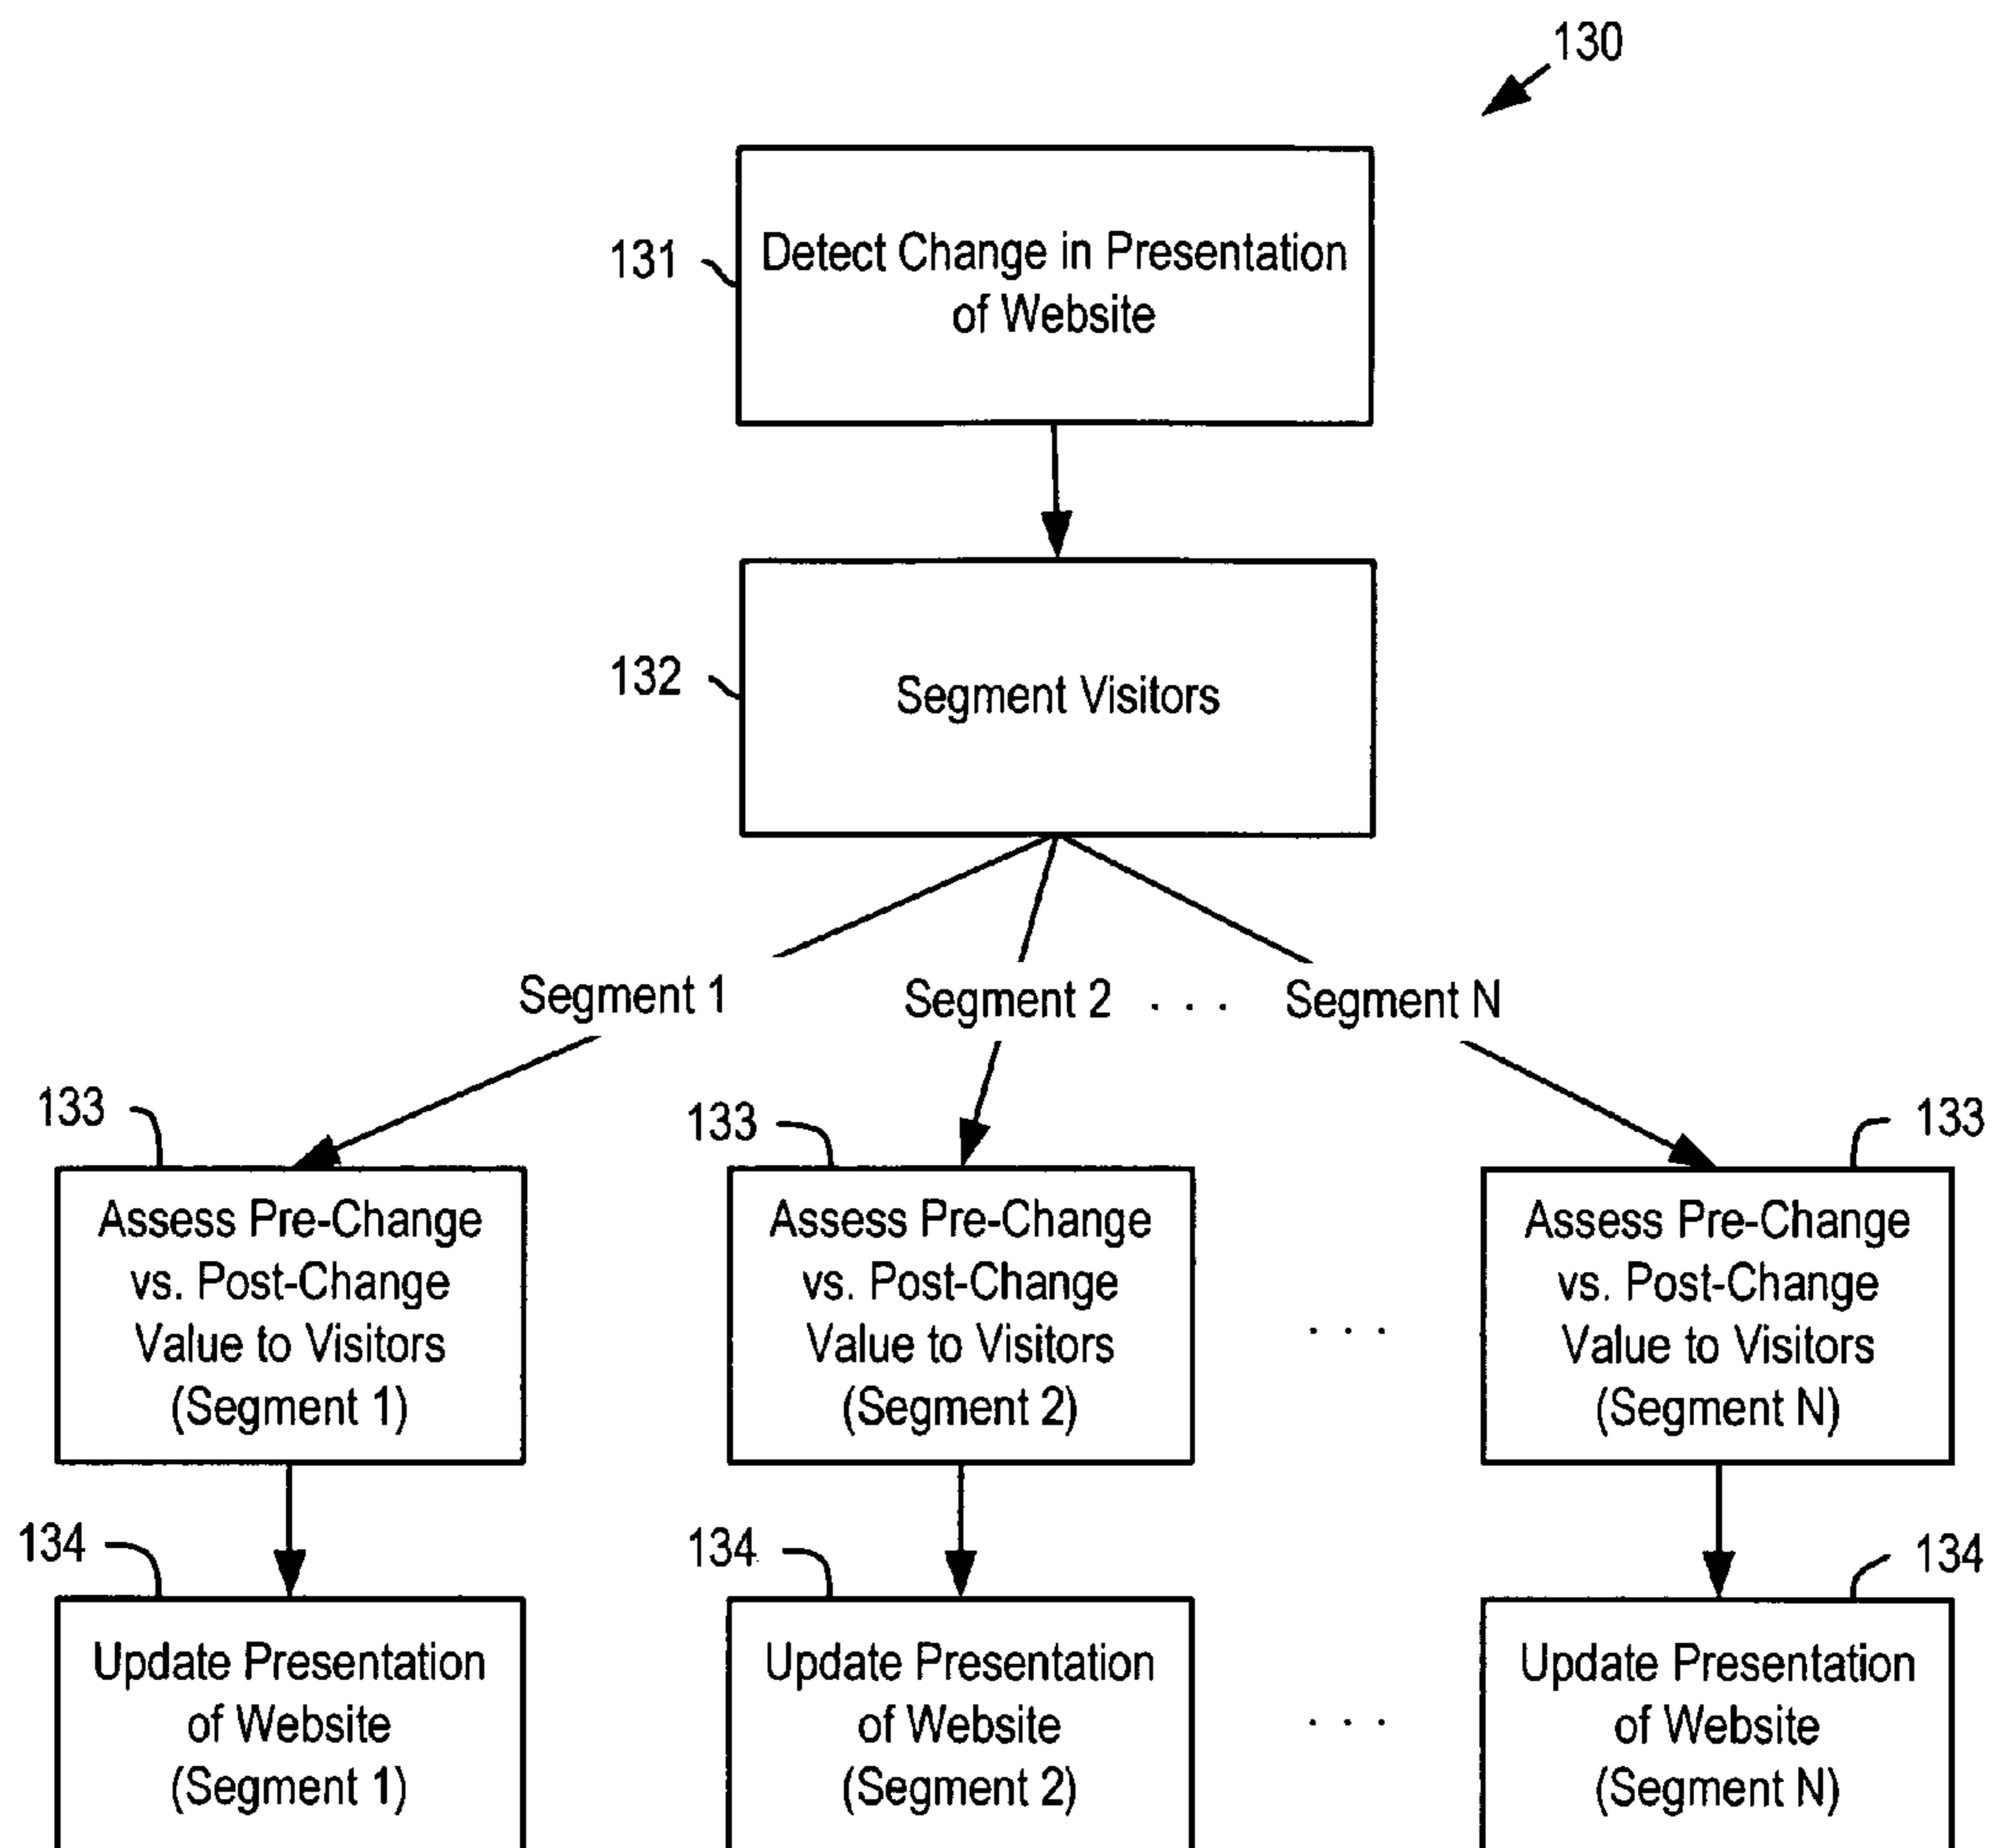 130
131
Detect Change in Presentation
of Website
132
Segment Visitors
Segment 1
Segment 2
. . .
Segment N
133
133
133
Assess Pre-Change
vs. Post-Change
Value to Visitors
(Segment 1)
Assess Pre-Change
vs. Post-Change
Value to Visitors
(Segment 2)
. . .
Assess Pre-Change
vs. Post-Change
Value to Visitors
(Segment N)
134
134
134
Update Presentation
of Website
(Segment 1)
Update Presentation
of Website
(Segment 2)
. . .
Update Presentation
of Website
(Segment N)